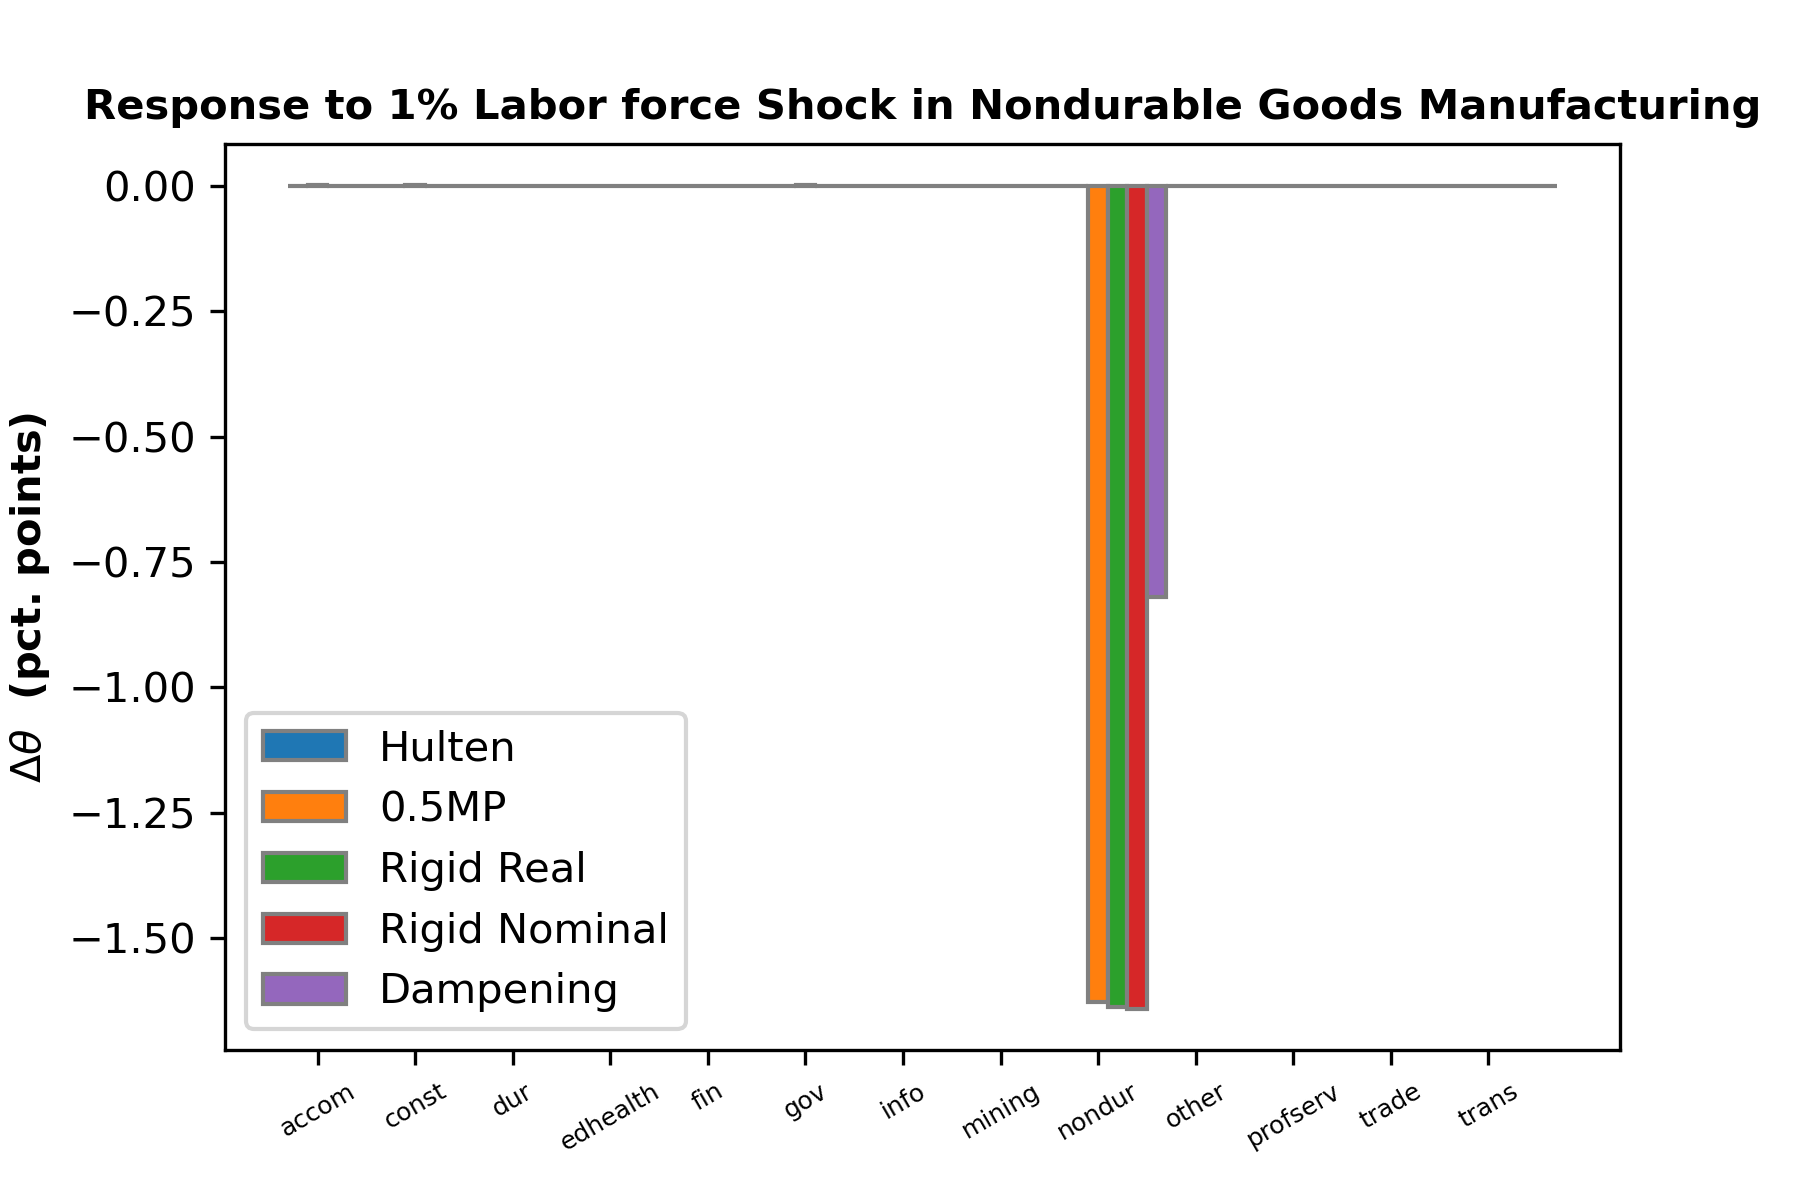 Response to 1% Labor force Shock in Nondurable Goods Manufacturing
Δθ (pct. points)
0.00
−0.25
−0.50
−0.75
−1.00
−1.25
−1.50
Hulten
0.5MP
Rigid Real
Rigid Nominal
Dampening
accom const dur edhealth fin gov info mining nondur other profserv trade trans